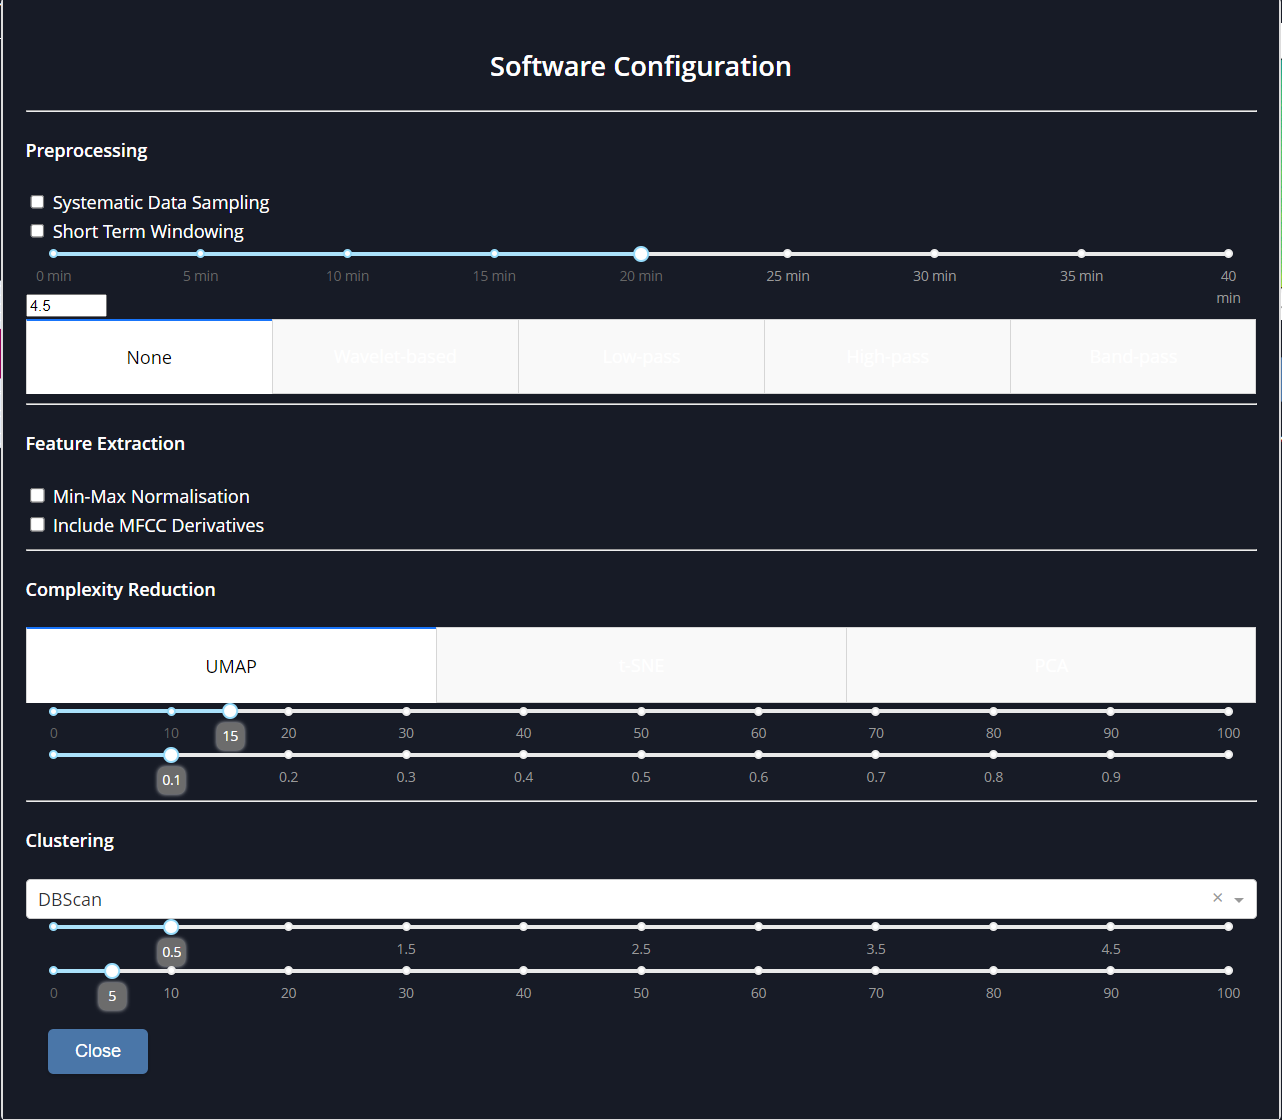 Software Configuration
Preprocessing
Systematic Data Sampling
Short Term Windowing
0 min 5 min 10 min 15 min 20 min 25 min 30 min 35 min 40 min
4.5
None Wavelet-based Low-pass High-pass Band-pass
Feature Extraction
Min-Max Normalisation
Include MFCC Derivatives
Complexity Reduction
UMAP t-SNE PCA
0 10 15 20 30 40 50 60 70 80 90 100
0.1 0.2 0.3 0.4 0.5 0.6 0.7 0.8 0.9
Clustering
DBScan ×
0.5 1.5 2.5 3.5 4.5
0 5 10 20 30 40 50 60 70 80 90 100
Close